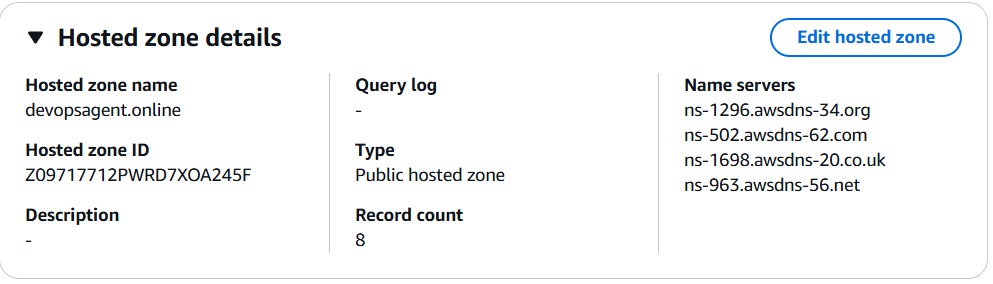 Hosted zone details
Edit hosted zone
Hosted zone name
devopsagent.online
Hosted zone ID
Z09717712PWRD7XOA245F
Description
-
Query log
-
Type
Public hosted zone
Record count
8
Name servers
ns-1296.awsdns-34.org
ns-502.awsdns-62.com
ns-1698.awsdns-20.co.uk
ns-963.awsdns-56.net